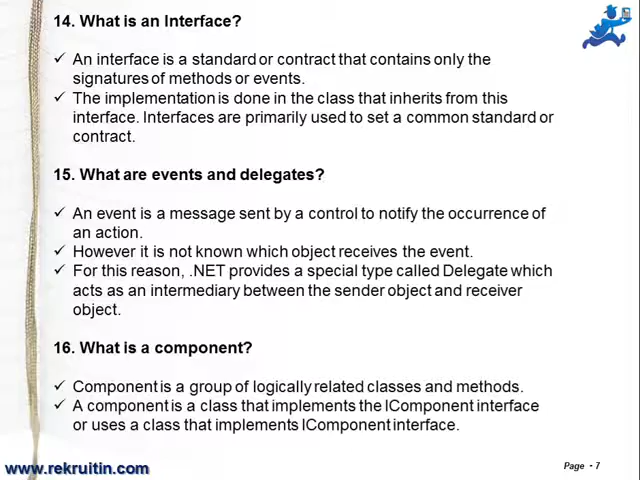 14. What is an Interface?
✓ An interface is a standard or contract that contains only the
signatures of methods or events.
✓ The implementation is done in the class that inherits from this
interface. Interfaces are primarily used to set a common standard or
contract.
15. What are events and delegates?
✓ An event is a message sent by a control to notify the occurrence of
an action.
✓ However it is not known which object receives the event.
✓ For this reason, .NET provides a special type called Delegate which
acts as an intermediary between the sender object and receiver
object.
16. What is a component?
✓ Component is a group of logically related classes and methods.
✓ A component is a class that implements the IComponent interface
or uses a class that implements IComponent interface.
www.rekruitin.com
Page - 7